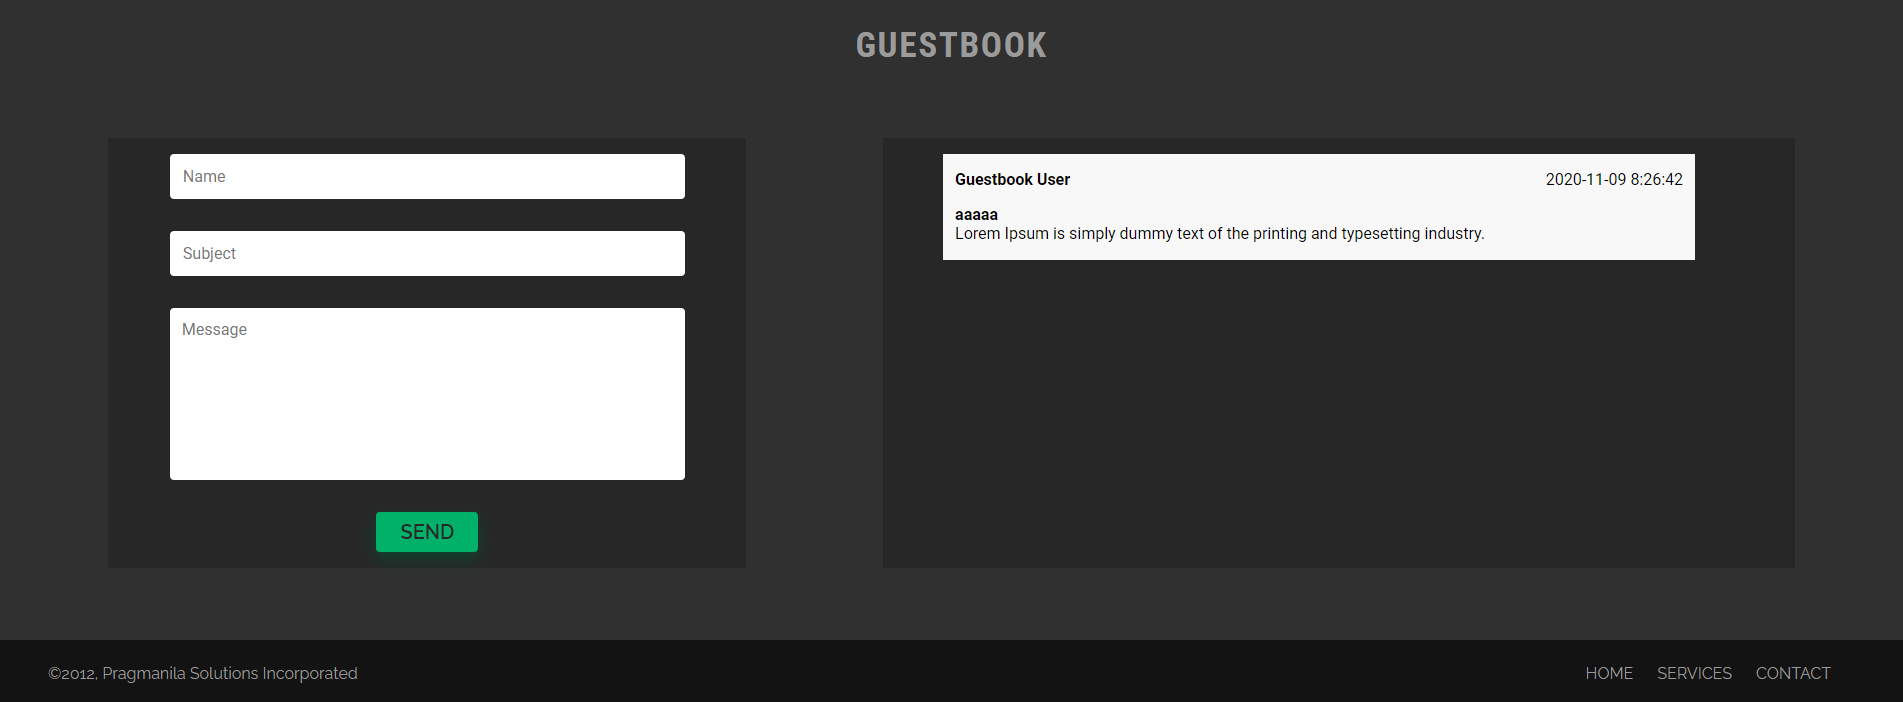 GUESTBOOK
Name
Subject
Message
SEND
Guestbook User 2020-11-09 8:26:42
aaaaa
Lorem Ipsum is simply dummy text of the printing and typesetting industry.
©2012, Pragmanila Solutions Incorporated HOME SERVICES CONTACT